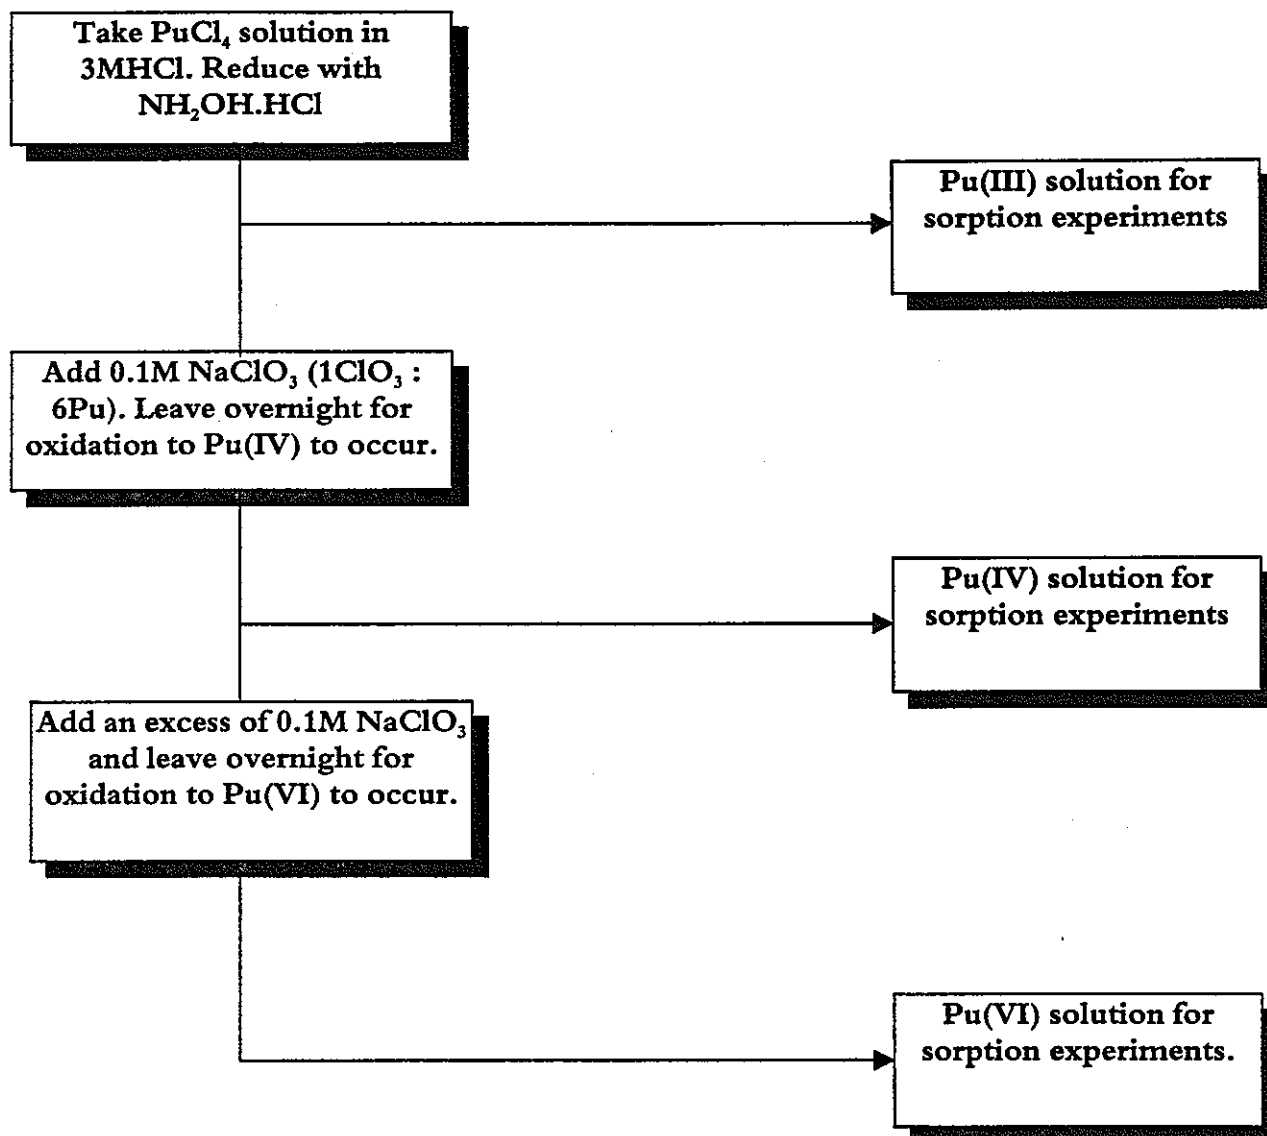 Take PuCl₄ solution in
3MHCl. Reduce with
NH₂OH.HCl
Pu(III) solution for
sorption experiments
Add 0.1M NaClO₃ (1ClO₃ :
6Pu). Leave overnight for
oxidation to Pu(IV) to occur.
Pu(IV) solution for
sorption experiments
Add an excess of 0.1M NaClO₃
and leave overnight for
oxidation to Pu(VI) to occur.
Pu(VI) solution for
sorption experiments.